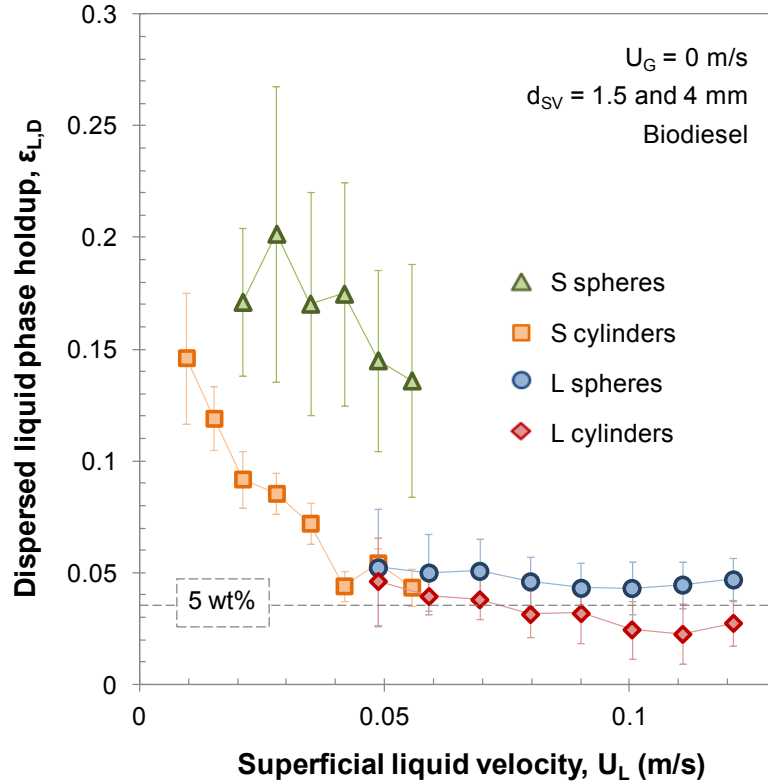 0.3
0.25
0.2
0.15
0.1
0.05
0
Dispersed liquid phase holdup, εL,D
U_G = 0 m/s
d_SV = 1.5 and 4 mm
Biodiesel
S spheres
S cylinders
L spheres
L cylinders
5 wt%
0
0.05
0.1
Superficial liquid velocity, U_L (m/s)